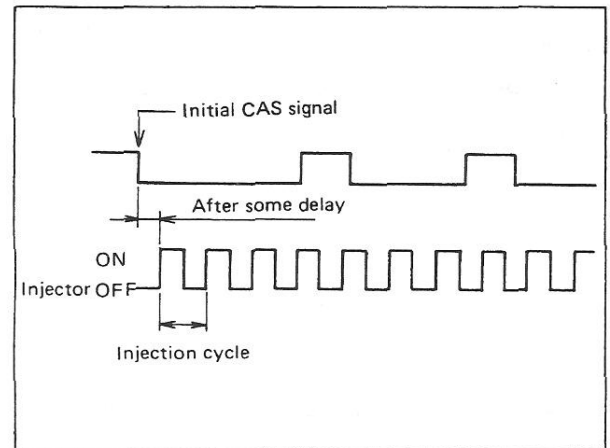 Initial CAS signal
After some delay
ON
Injector OFF
Injection cycle